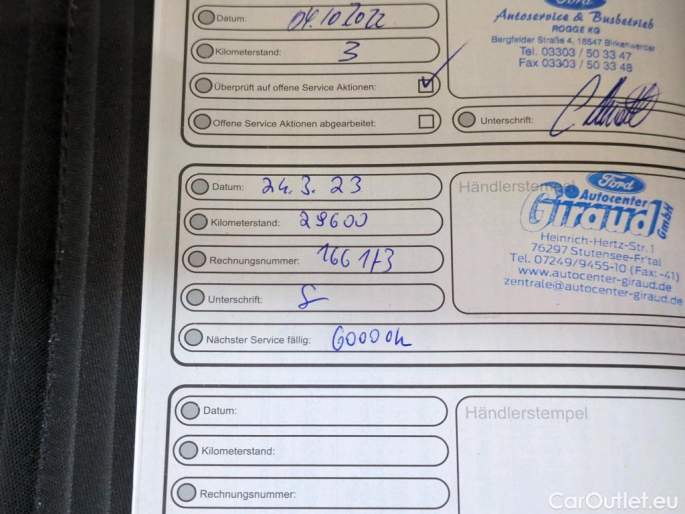 Ford
Datum: 04.10 2022
Autoservice & Busbetrieb
ROGGE KG
Kilometerstand: 3
Bergfelder Straße 4, 16547 Birkenwerder
Tel. 03303 / 50 33 47
Fax 03303 / 50 33 48
Überprüft auf offene Service Aktionen:
Offene Service Aktionen abgearbeitet:
Unterschrift:
Datum: 24.3.23
Händlerstempel
Ford
Autocenter
Giraud GmbH
Kilometerstand: 29600
Heinrich-Hertz-Str.1
76297 Stutensee-Fr'tal
Rechnungsnummer: 166173
Tel. 07249/9455-10 (Fax: -41)
www.autocenter-giraud.de
zentrale@autocenter-giraud.de
Unterschrift:
Nächster Service fällig: 60000
Datum:
Händlerstempel
Kilometerstand:
Rechnungsnummer:
CarOutlet.eu